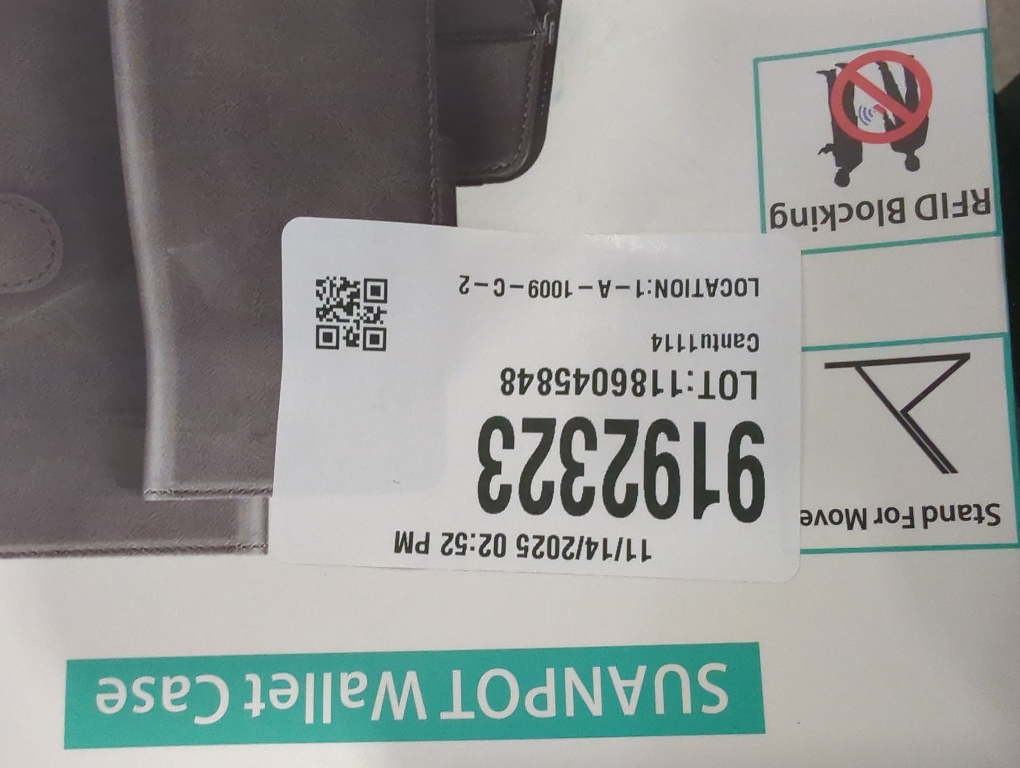 SUANPOT Wallet Case
11/14/2025 02:52 PM
9192323
LOT:1186045848
Cantu1114
LOCATION:1-A-1009-C-2
Stand For Move
RFID Blocking